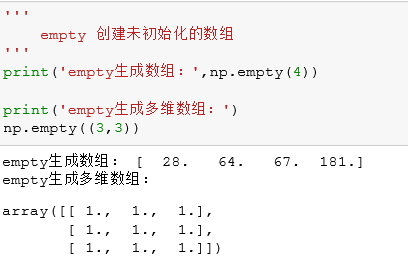 '''
    empty 创建未初始化的数组
'''
print('empty生成数组：',np.empty(4))
print('empty生成多维数组：')
np.empty((3,3))
empty生成数组： [  28.   64.   67.  181.]
empty生成多维数组：
array([[ 1.,  1.,  1.],
       [ 1.,  1.,  1.],
       [ 1.,  1.,  1.]])